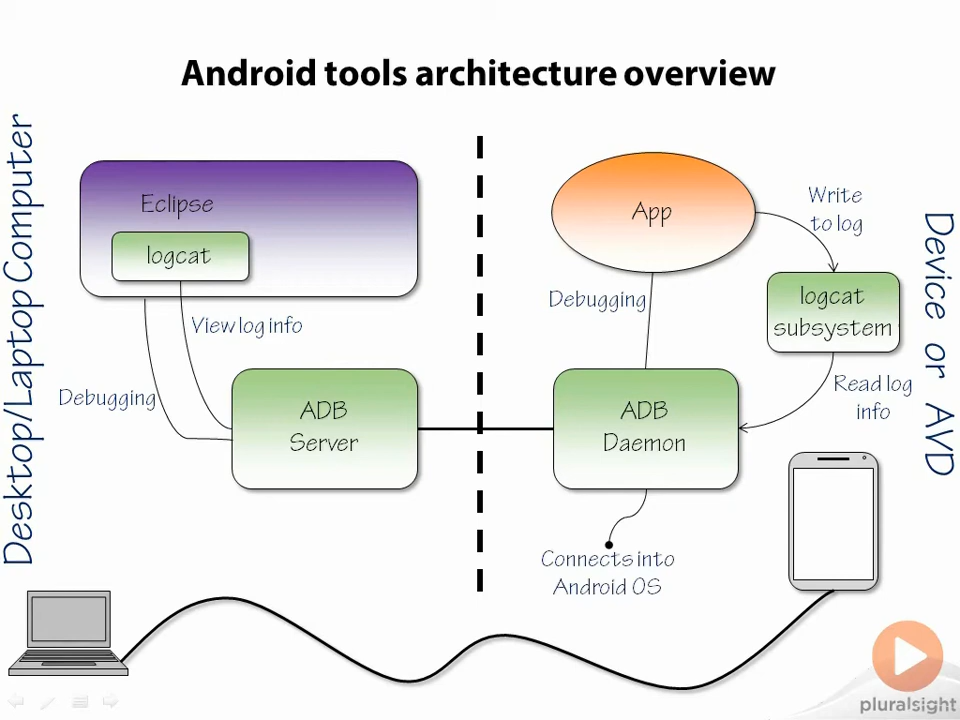 Android tools architecture overview
Desktop/Laptop Computer
Eclipse
logcat
View log info
Debugging
ADB
Server
App
Write
to log
Debugging
logcat
subsystem
Read log
info
ADB
Daemon
Connects into
Android OS
Device or AVD
pluralsight